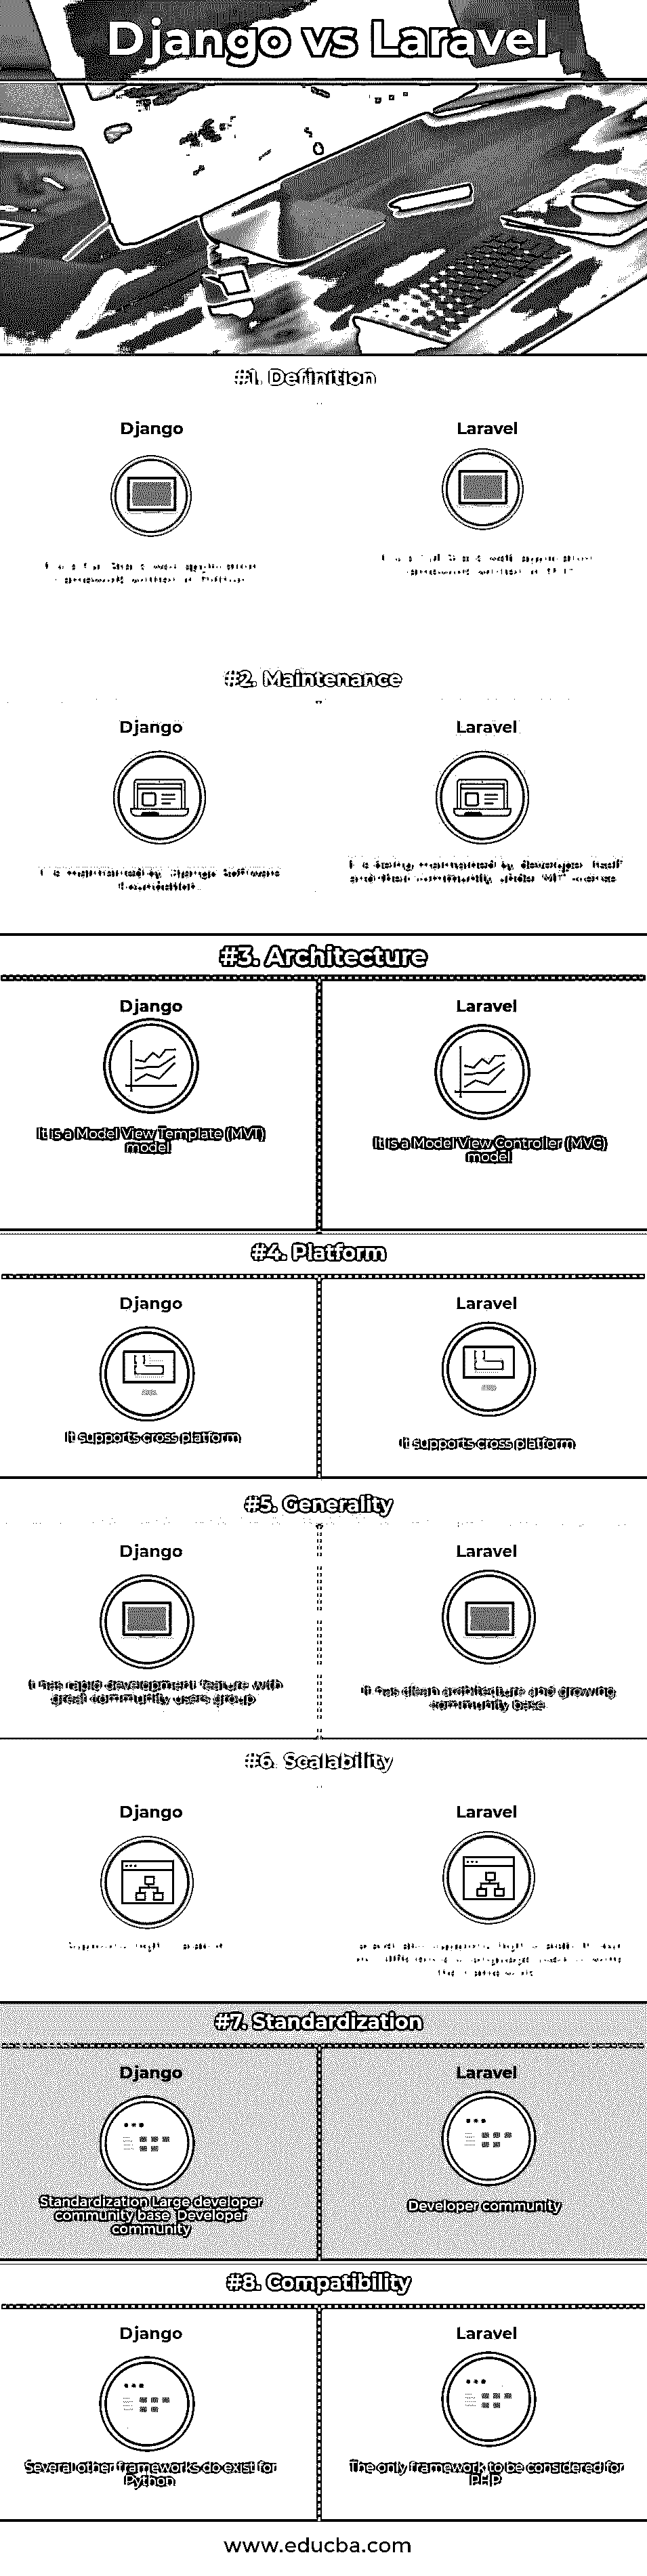 Django vs Laravel
#1. Definition
Django
Laravel
#2. Maintenance
Django
Laravel
It is maintained by Django Software
Foundation
It is being maintained by developers itself
and their community under MIT license
#3. Architecture
Django
Laravel
It is a Model View Template (MVT)
model
It is a Model View Controller (MVC)
model
#4. Platform
Django
Laravel
It supports cross platform
It supports cross platform
#5. Generality
Django
Laravel
It has rapid development feature with
great community users group
It has clean architecture and growing
community base
#6. Scalability
Django
Laravel
#7. Standardization
Django
Laravel
Standardization Large developer
community base Developer
community
Developer community
#8. Compatibility
Django
Laravel
Several other frameworks do exist for
Python
The only framework to be considered for
PHP
www.educba.com